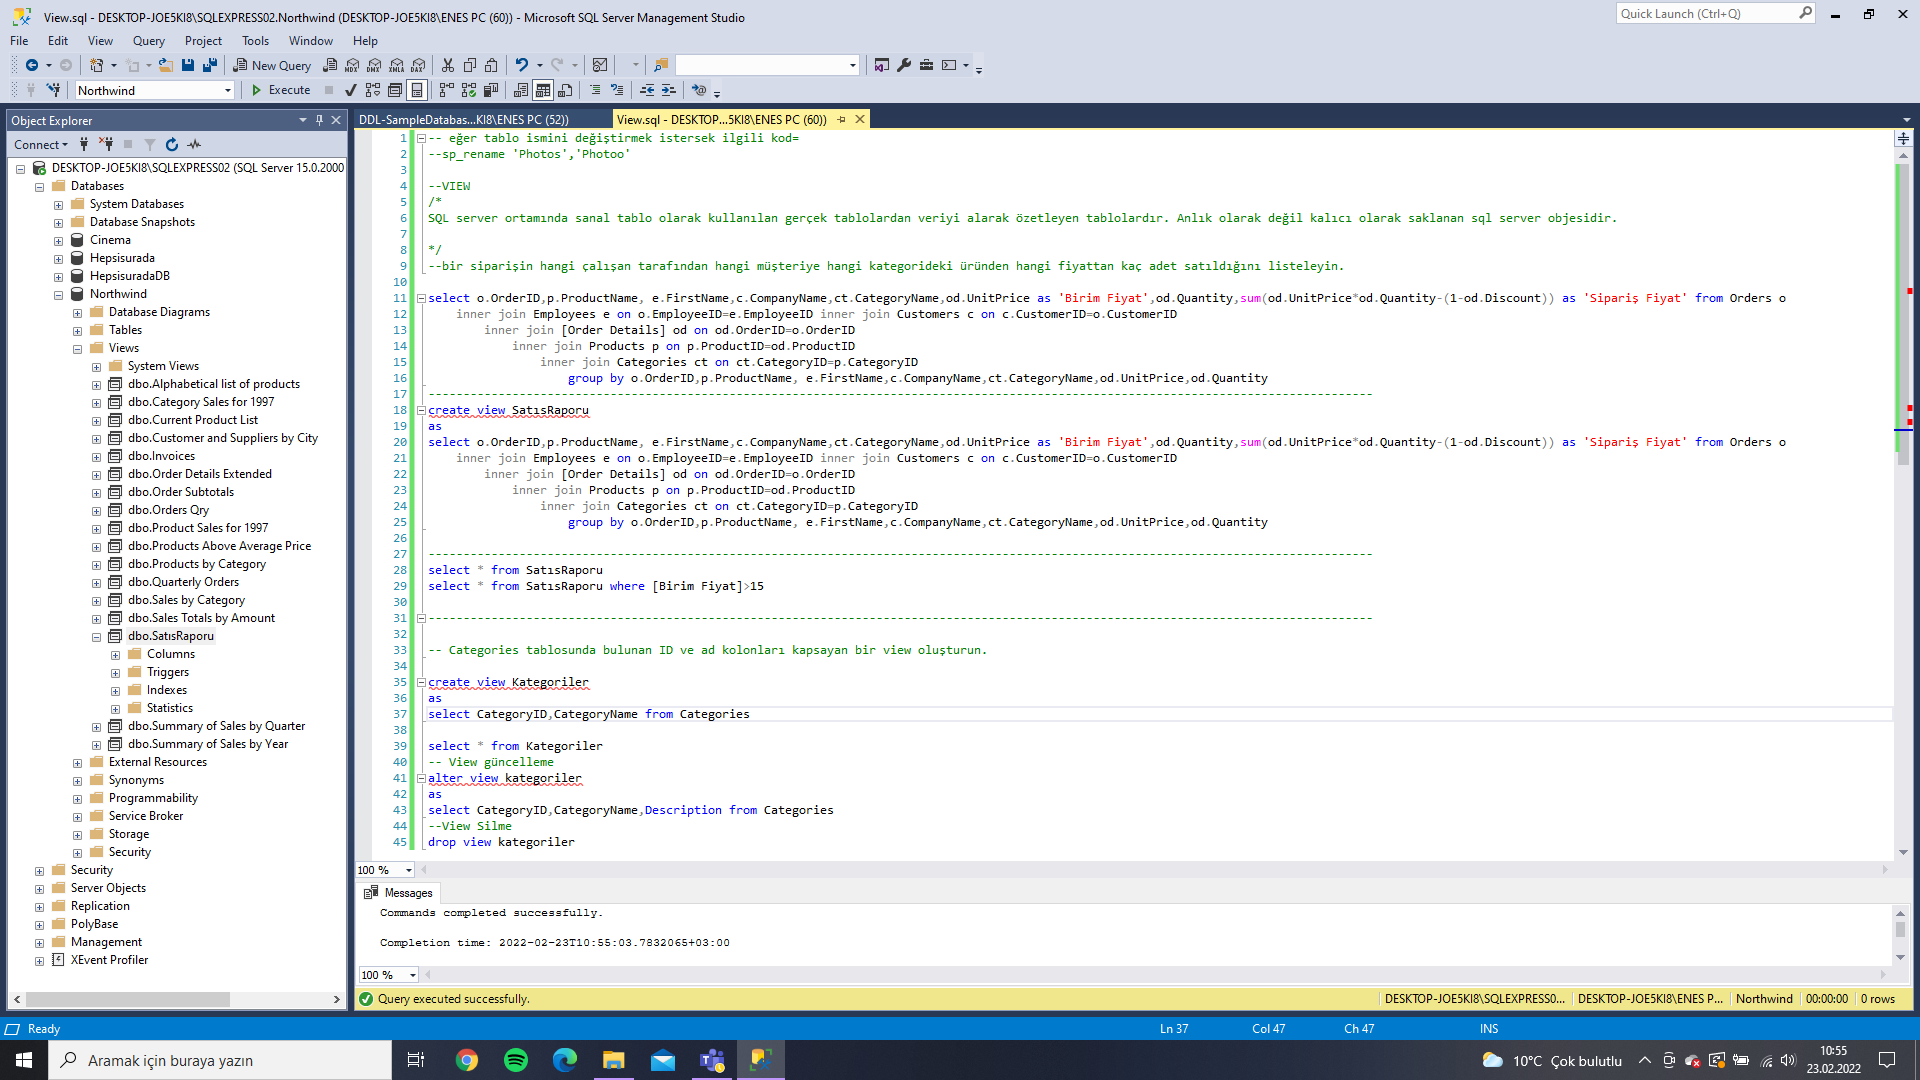 View.sql - DESKTOP-JOE5KI8\SQLEXPRESS02.Northwind (DESKTOP-JOE5KI8\ENES PC (60)) - Microsoft SQL Server Management Studio
Quick Launch (Ctrl+Q)
File Edit View Query Project Tools Window Help
New Query
MDX DMX XMLA DAX
Northwind
Execute
Object Explorer
DDL-SampleDatabas...KI8\ENES PC (52))
View.sql - DESKTOP...5KI8\ENES PC (60))
Connect
DESKTOP-JOE5KI8\SQLEXPRESS02 (SQL Server 15.0.2000
Databases
System Databases
Database Snapshots
Cinema
Hepsisurada
HepsisuradaDB
Northwind
Database Diagrams
Tables
Views
System Views
dbo.Alphabetical list of products
dbo.Category Sales for 1997
dbo.Current Product List
dbo.Customer and Suppliers by City
dbo.Invoices
dbo.Order Details Extended
dbo.Order Subtotals
dbo.Orders Qry
dbo.Product Sales for 1997
dbo.Products Above Average Price
dbo.Products by Category
dbo.Quarterly Orders
dbo.Sales by Category
dbo.Sales Totals by Amount
dbo.SatısRaporu
Columns
Triggers
Indexes
Statistics
dbo.Summary of Sales by Quarter
dbo.Summary of Sales by Year
External Resources
Synonyms
Programmability
Service Broker
Storage
Security
Security
Server Objects
Replication
PolyBase
Management
XEvent Profiler
1 -- eğer tablo ismini değiştirmek istersek ilgili kod=
2 --sp_rename 'Photos','Photoo'
3
4 --VIEW
5 /*
6 SQL server ortamında sanal tablo olarak kullanılan gerçek tablolardan veriyi alarak özetleyen tablolardır. Anlık olarak değil kalıcı olarak saklanan sql server objesidir.
7
8 */
9 --bir siparişin hangi çalışan tarafından hangi müşteriye hangi kategorideki üründen hangi fiyattan kaç adet satıldığını listeleyin.
10
11 select o.OrderID,p.ProductName, e.FirstName,c.CompanyName,ct.CategoryName,od.UnitPrice as 'Birim Fiyat',od.Quantity,sum(od.UnitPrice*od.Quantity-(1-od.Discount)) as 'Sipariş Fiyat' from Orders o
12 inner join Employees e on o.EmployeeID=e.EmployeeID inner join Customers c on c.CustomerID=o.CustomerID
13 inner join [Order Details] od on od.OrderID=o.OrderID
14 inner join Products p on p.ProductID=od.ProductID
15 inner join Categories ct on ct.CategoryID=p.CategoryID
16 group by o.OrderID,p.ProductName, e.FirstName,c.CompanyName,ct.CategoryName,od.UnitPrice,od.Quantity
17 ---------------------------------------------------------------------------------------------------------------------------------------
18 create view SatısRaporu
19 as
20 select o.OrderID,p.ProductName, e.FirstName,c.CompanyName,ct.CategoryName,od.UnitPrice as 'Birim Fiyat',od.Quantity,sum(od.UnitPrice*od.Quantity-(1-od.Discount)) as 'Sipariş Fiyat' from Orders o
21 inner join Employees e on o.EmployeeID=e.EmployeeID inner join Customers c on c.CustomerID=o.CustomerID
22 inner join [Order Details] od on od.OrderID=o.OrderID
23 inner join Products p on p.ProductID=od.ProductID
24 inner join Categories ct on ct.CategoryID=p.CategoryID
25 group by o.OrderID,p.ProductName, e.FirstName,c.CompanyName,ct.CategoryName,od.UnitPrice,od.Quantity
26
27 ---------------------------------------------------------------------------------------------------------------------------------------
28 select * from SatısRaporu
29 select * from SatısRaporu where [Birim Fiyat]>15
30
31 ---------------------------------------------------------------------------------------------------------------------------------------
32
33 -- Categories tablosunda bulunan ID ve ad kolonları kapsayan bir view oluşturun.
34
35 create view Kategoriler
36 as
37 select CategoryID,CategoryName from Categories
38
39 select * from Kategoriler
40 -- View güncelleme
41 alter view kategoriler
42 as
43 select CategoryID,CategoryName,Description from Categories
44 --View Silme
45 drop view kategoriler
100 %
Messages
Commands completed successfully.
Completion time: 2022-02-23T10:55:03.7832065+03:00
100 %
Query executed successfully.
DESKTOP-JOE5KI8\SQLEXPRESS0... DESKTOP-JOE5KI8\ENES P... Northwind 00:00:00 0 rows
Ready Ln 37 Col 47 Ch 47 INS
Aramak için buraya yazın
10°C Çok bulutlu
10:55
23.02.2022